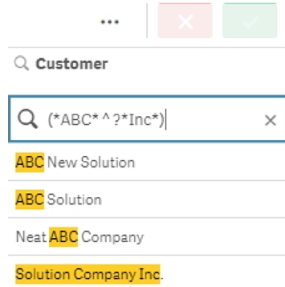 Customer
(*ABC* ^ ?*Inc*)
ABC New Solution
ABC Solution
Neat ABC Company
Solution Company Inc.